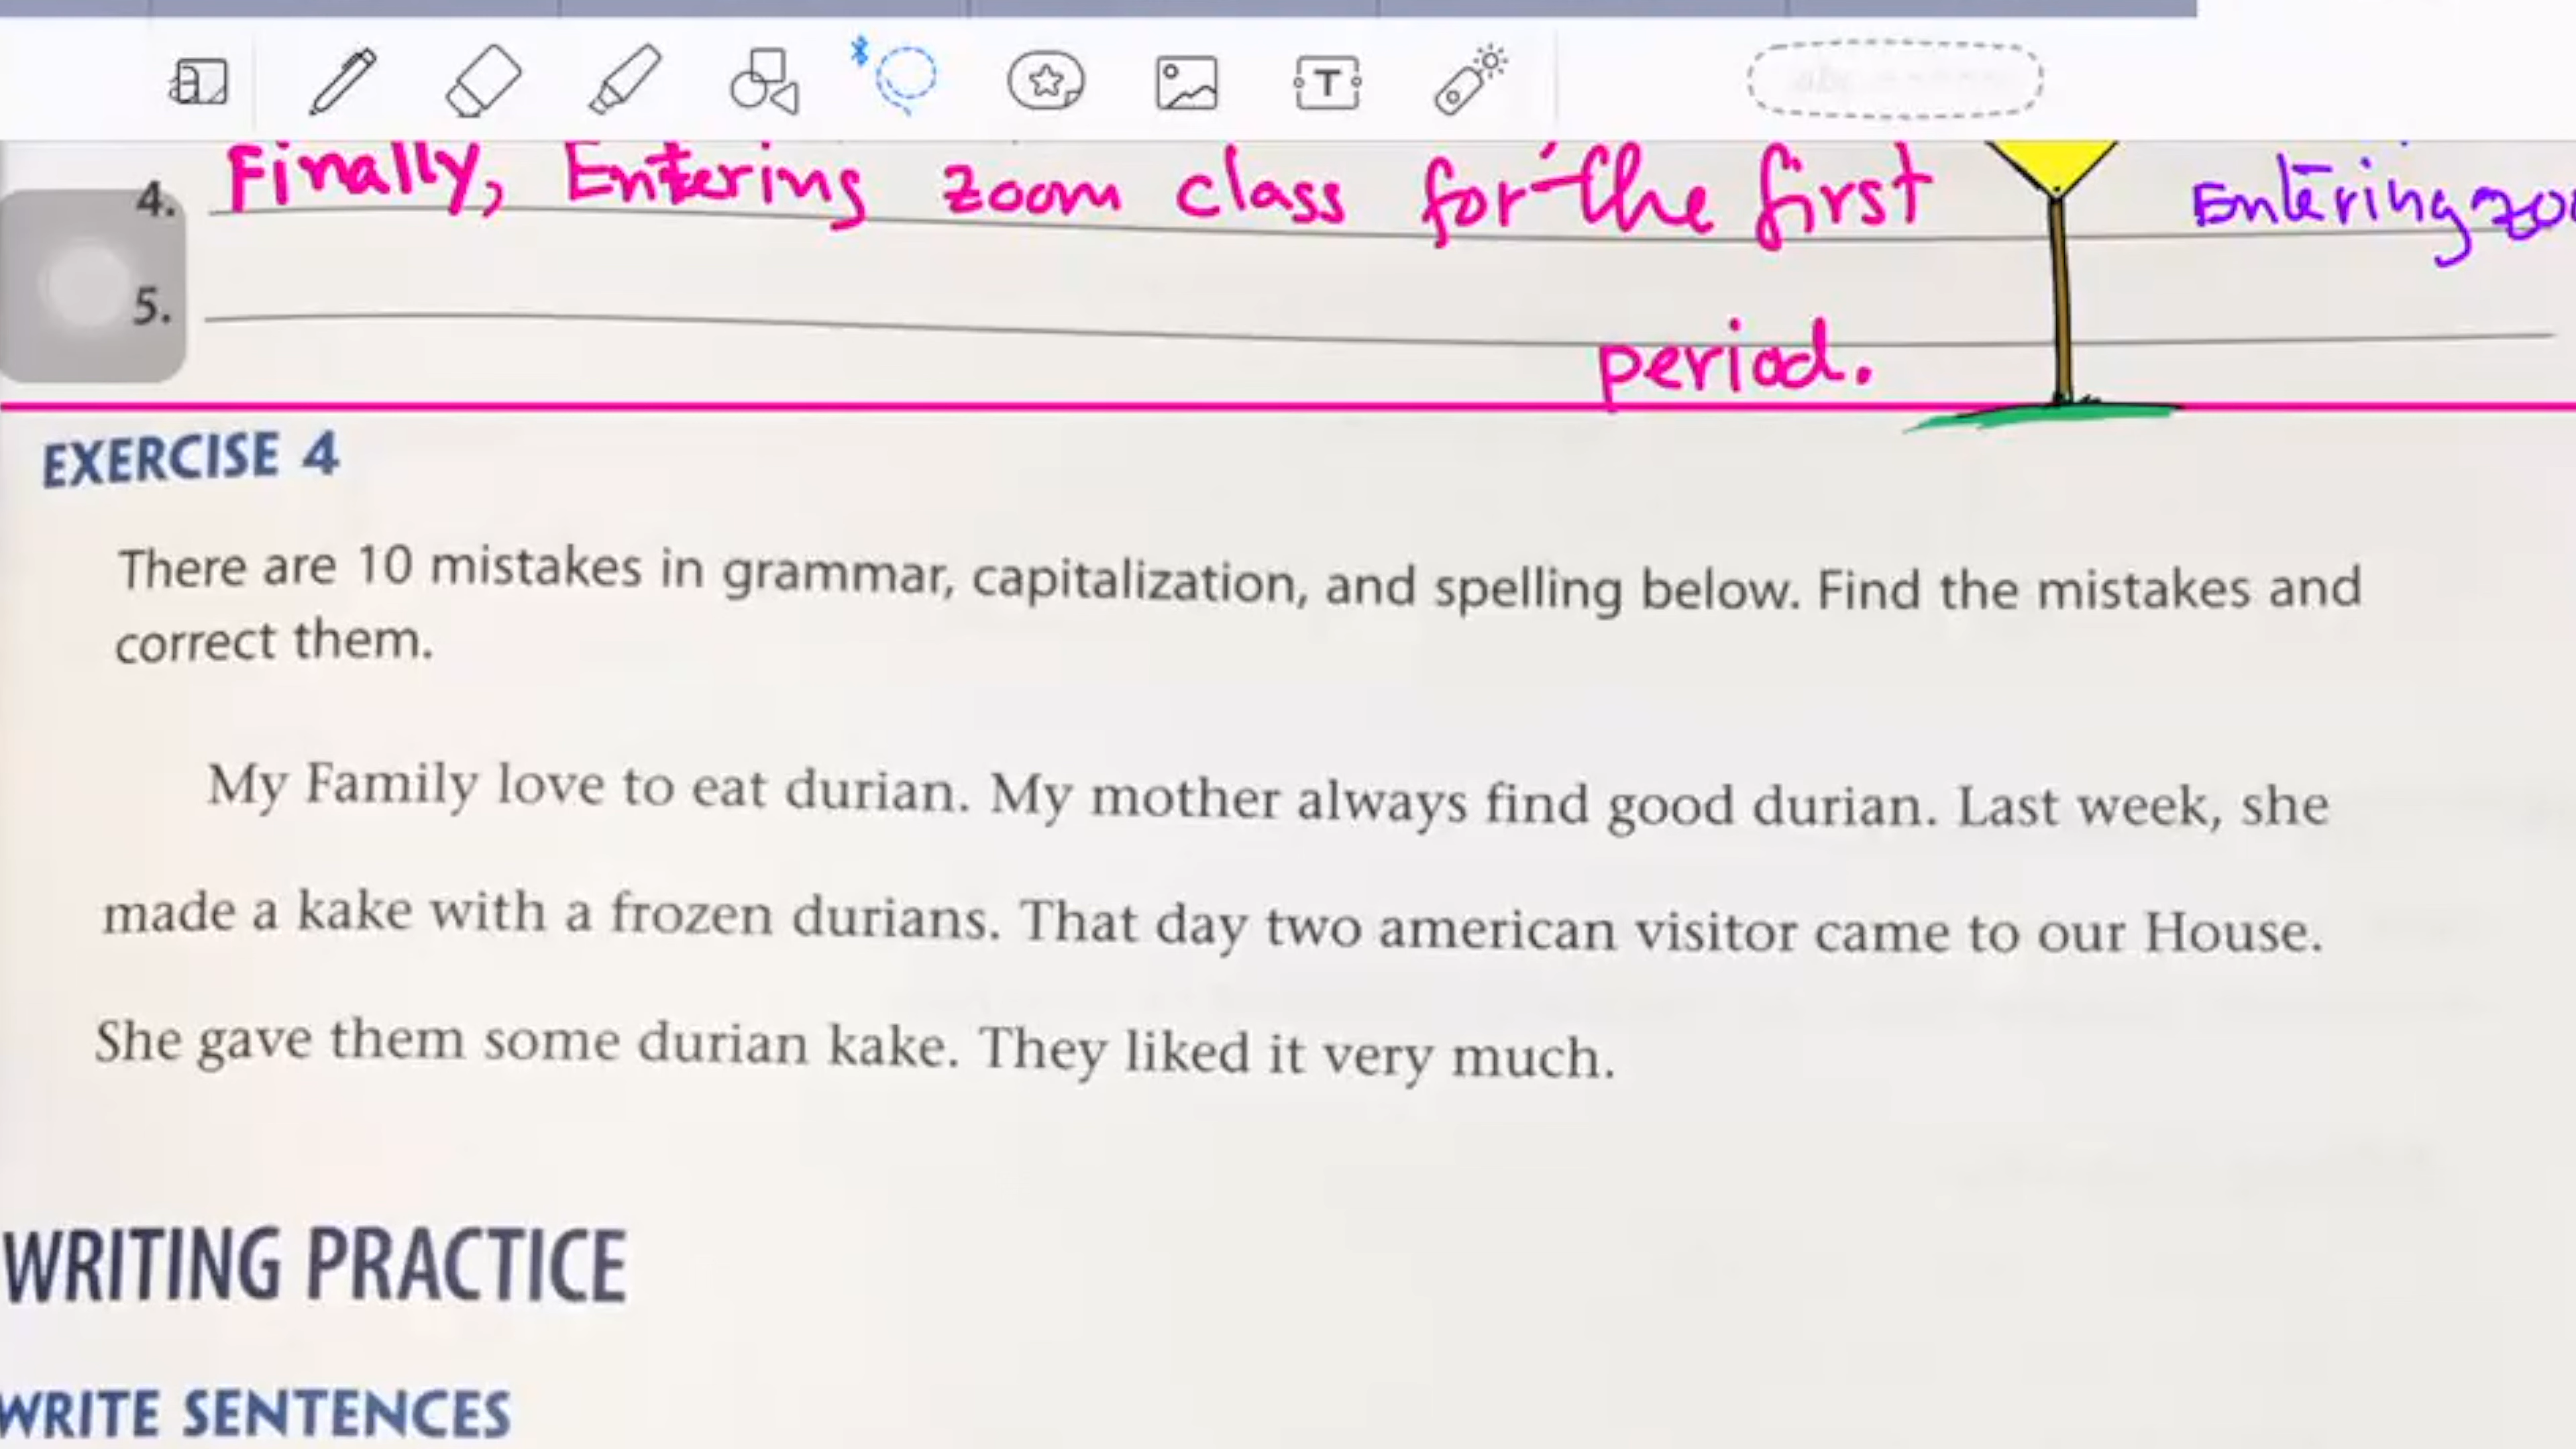 4. Finally, Entering zoom class for the first
Entering
5.
period.
EXERCISE 4
There are 10 mistakes in grammar, capitalization, and spelling below. Find the mistakes and
correct them.
My Family love to eat durian. My mother always find good durian. Last week, she
made a kake with a frozen durians. That day two american visitor came to our House.
She gave them some durian kake. They liked it very much.
WRITING PRACTICE
WRITE SENTENCES